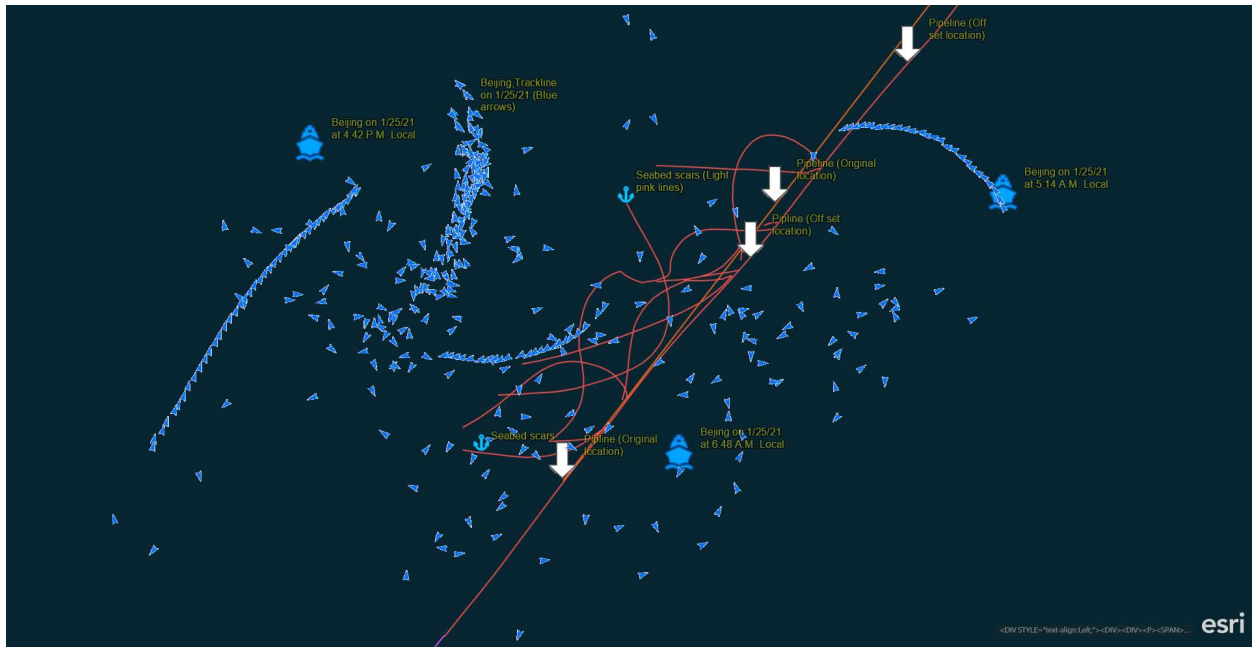 Pipeline (Off
set location)
Beijing Trackline
on 1/25/21 (Blue
arrows)
Beijing on 1/25/21
at 4:42 P.M. Local
Pipeline (Original
location)
Seabed scars (Light
pink lines)
Beijing on 1/25/21
at 5:14 A.M. Local
Pipline (Off set
location)
Seabed scars
Pipline (Original
location)
Beijing on 1/25/21
at 6:48 A.M. Local
<DIV STYLE="text-align:Left;"><DIV><DIV><P><SPAN>...
esri